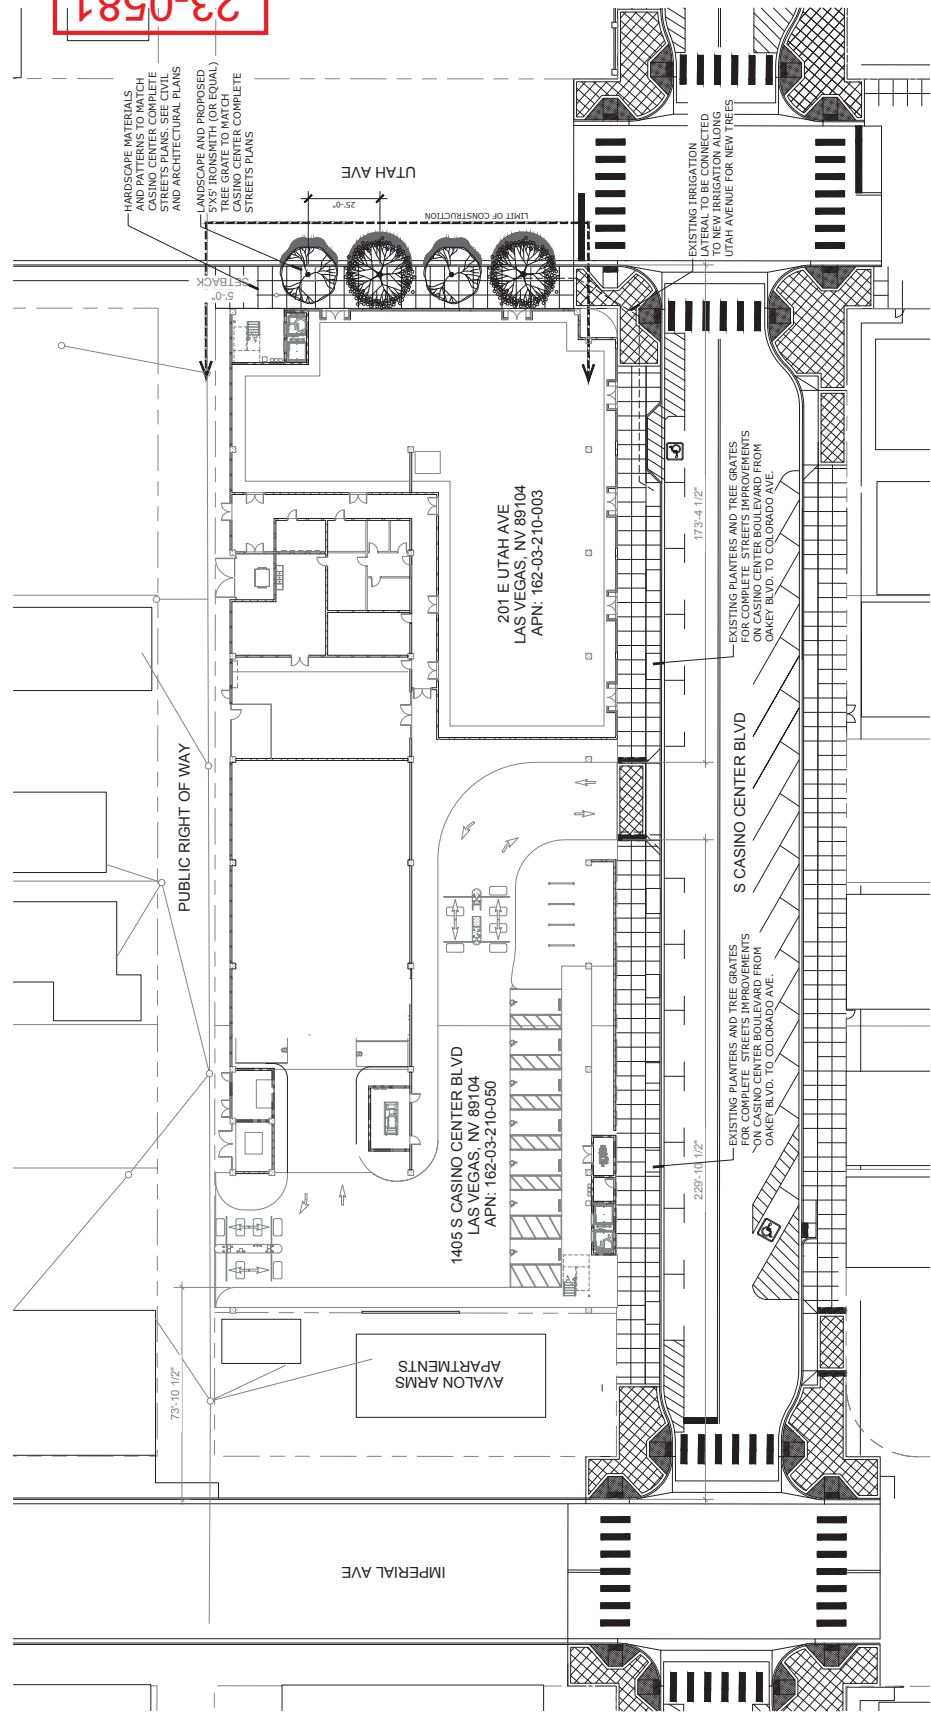 23-0581
HARDSCAPE MATERIALS
AND PATTERNS TO MATCH
CASINO CENTER COMPLETE
STREETS PLANS. SEE CIVIL
AND ARCHITECTURAL PLANS
LANDSCAPE AND PROPOSED
5'X5' IRONSMITH (OR EQUAL)
TREE GRATE TO MATCH
CASINO CENTER COMPLETE
STREETS PLANS
UTAH AVE
25'-0"
LIMIT OF CONSTRUCTION
5'-0"
SETBACK
EXISTING IRRIGATION
LATERAL TO BE CONNECTED
TO NEW IRRIGATION ALONG
UTAH AVENUE FOR NEW TREES
201 E UTAH AVE
LAS VEGAS, NV 89104
APN: 162-03-210-003
173'-4 1/2"
EXISTING PLANTERS AND TREE GRATES
FOR COMPLETE STREETS IMPROVEMENTS
ON CASINO CENTER BOULEVARD FROM
OAKEY BLVD. TO COLORADO AVE.
PUBLIC RIGHT OF WAY
S CASINO CENTER BLVD
1405 S CASINO CENTER BLVD
LAS VEGAS, NV 89104
APN: 162-03-210-050
229'-10 1/2"
EXISTING PLANTERS AND TREE GRATES
FOR COMPLETE STREETS IMPROVEMENTS
ON CASINO CENTER BOULEVARD FROM
OAKEY BLVD. TO COLORADO AVE.
73'-10 1/2"
AVALON ARMS
APARTMENTS
IMPERIAL AVE